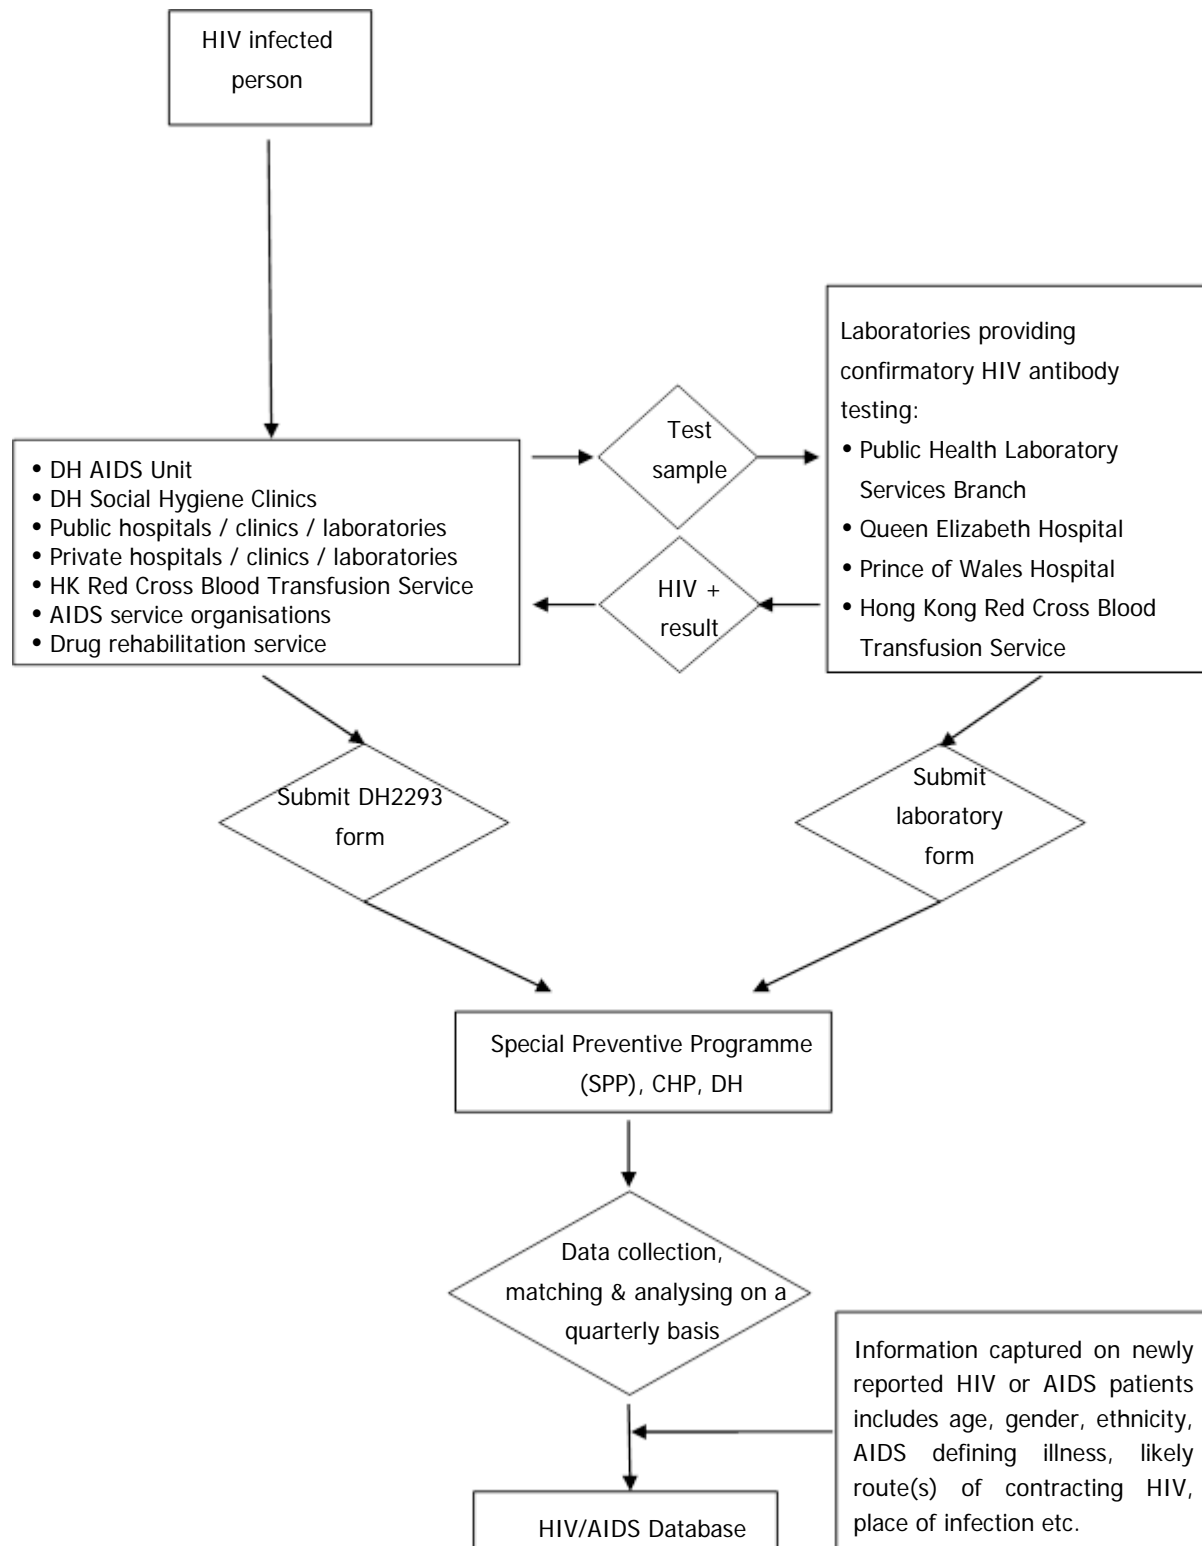 HIV infected
person
Laboratories providing
confirmatory HIV antibody
testing:
• Public Health Laboratory
Services Branch
• Queen Elizabeth Hospital
• Prince of Wales Hospital
• Hong Kong Red Cross Blood
Transfusion Service
Test
sample
• DH AIDS Unit
• DH Social Hygiene Clinics
• Public hospitals / clinics / laboratories
• Private hospitals / clinics / laboratories
• HK Red Cross Blood Transfusion Service
• AIDS service organisations
• Drug rehabilitation service
HIV +
result
Submit DH2293
form
Submit
laboratory
form
Special Preventive Programme
(SPP), CHP, DH
Data collection,
matching & analysing on a
quarterly basis
Information captured on newly
reported HIV or AIDS patients
includes age, gender, ethnicity,
AIDS defining illness, likely
route(s) of contracting HIV,
place of infection etc.
HIV/AIDS Database